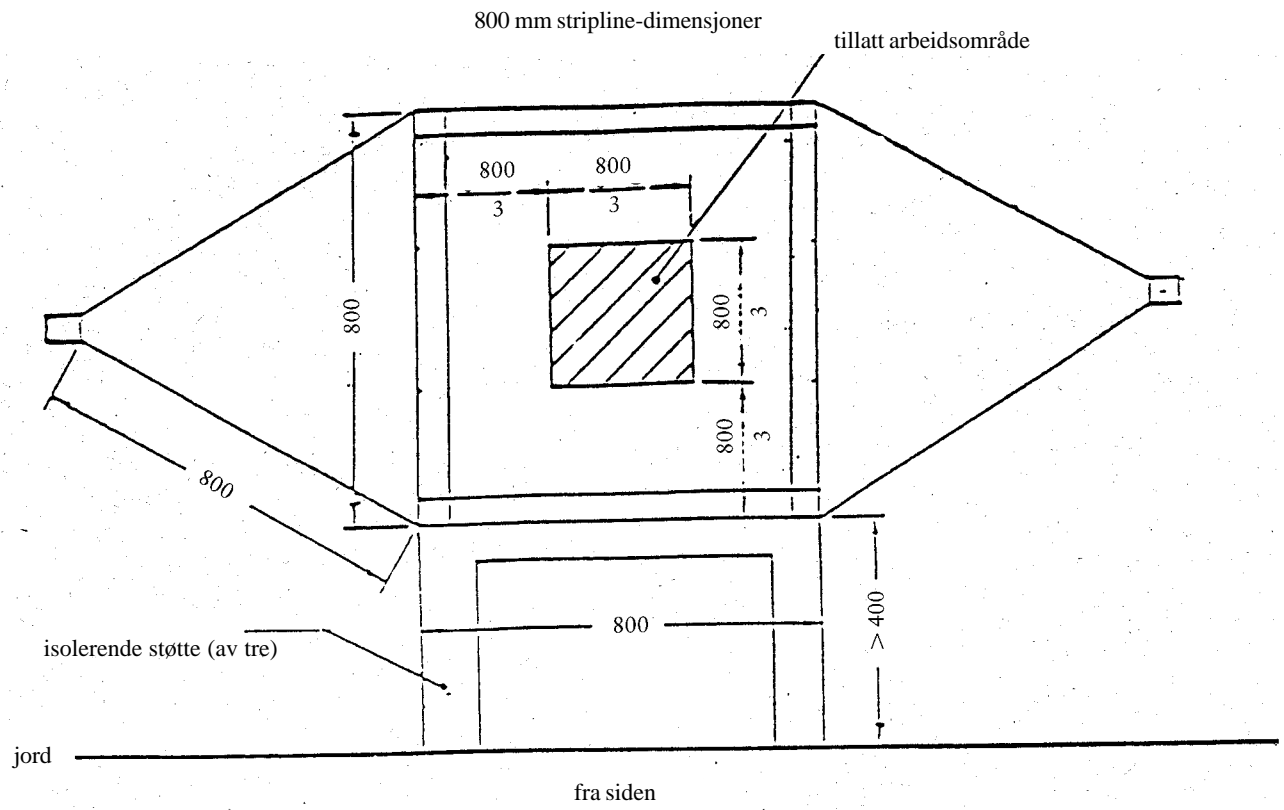 800 mm stripline-dimensjoner
tillatt arbeidsområde
800 800
3 3
800
800
3
800
3
800
800
> 400
isolerende støtte (av tre)
jord
fra siden